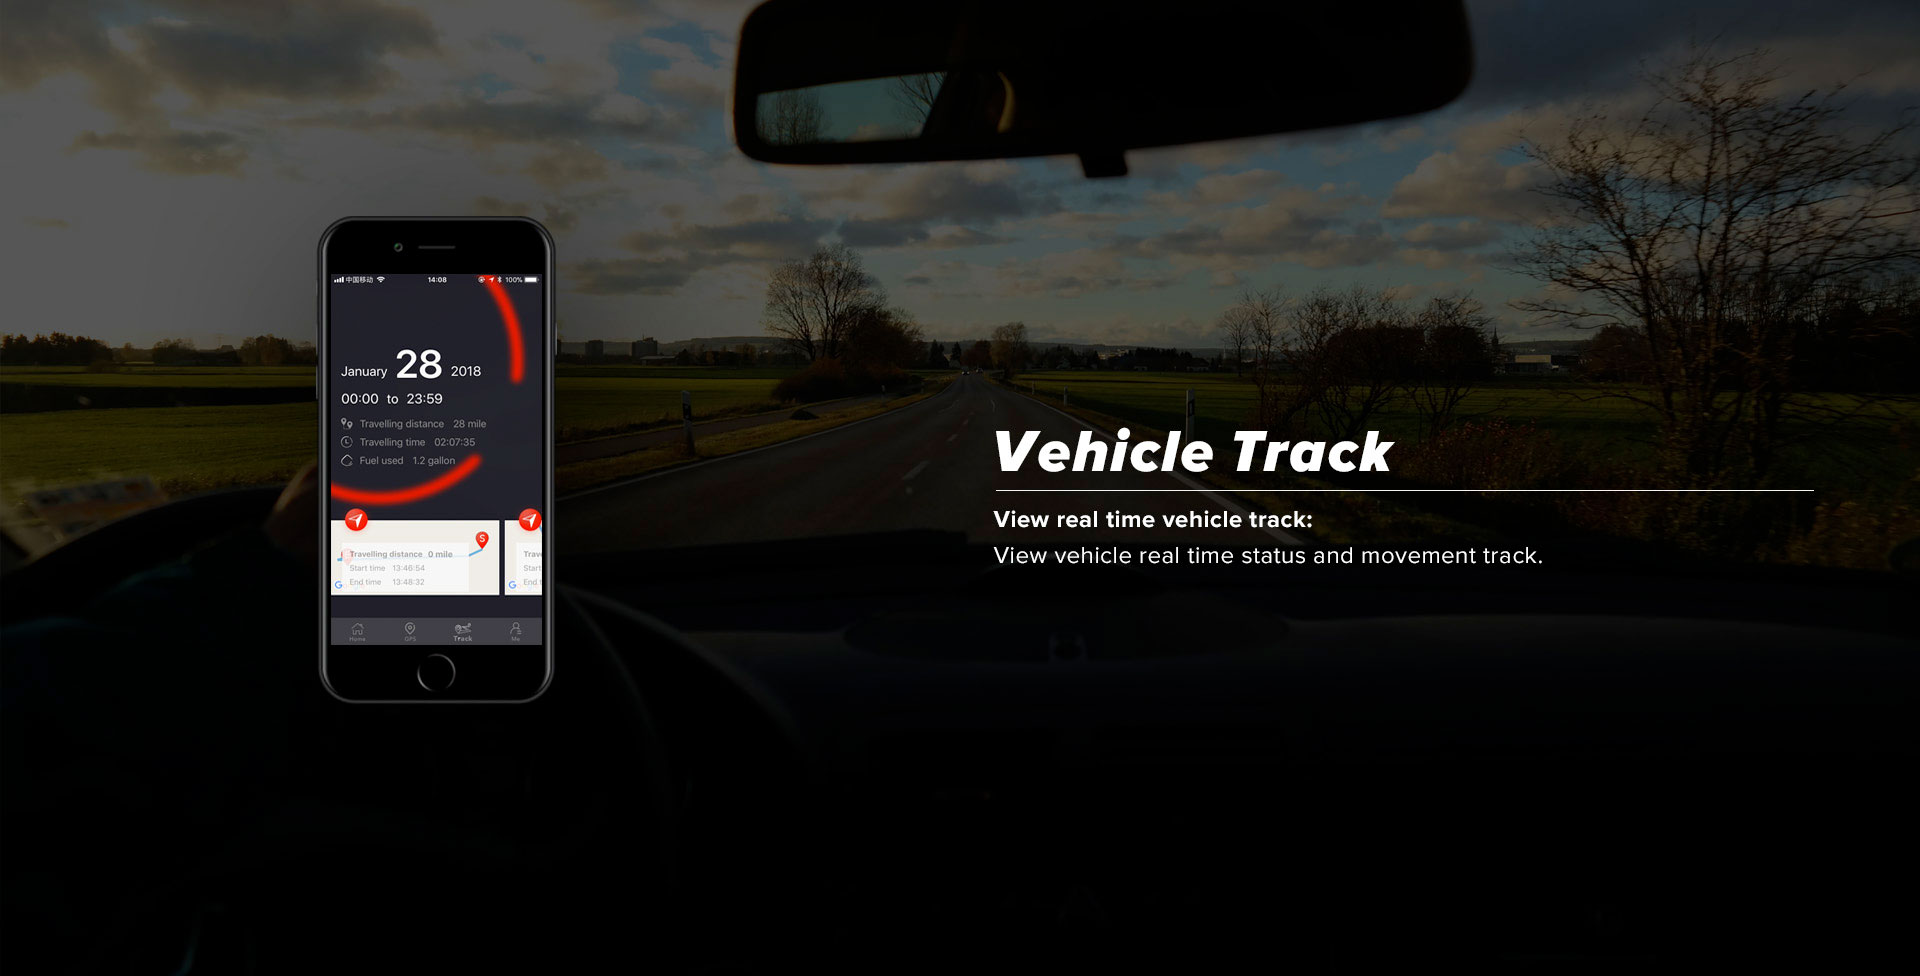 中国移动 14:08 100%
January 28 2018
00:00 to 23:59
Travelling distance 28 mile
Travelling time 02:07:35
Fuel used 1.2 gallon
S
Travelling distance 0 mile
Start time 13:46:54
End time 13:48:32
G
Trave
Start
End t
G
Home GPS Track Me
Vehicle Track
View real time vehicle track:
View vehicle real time status and movement track.